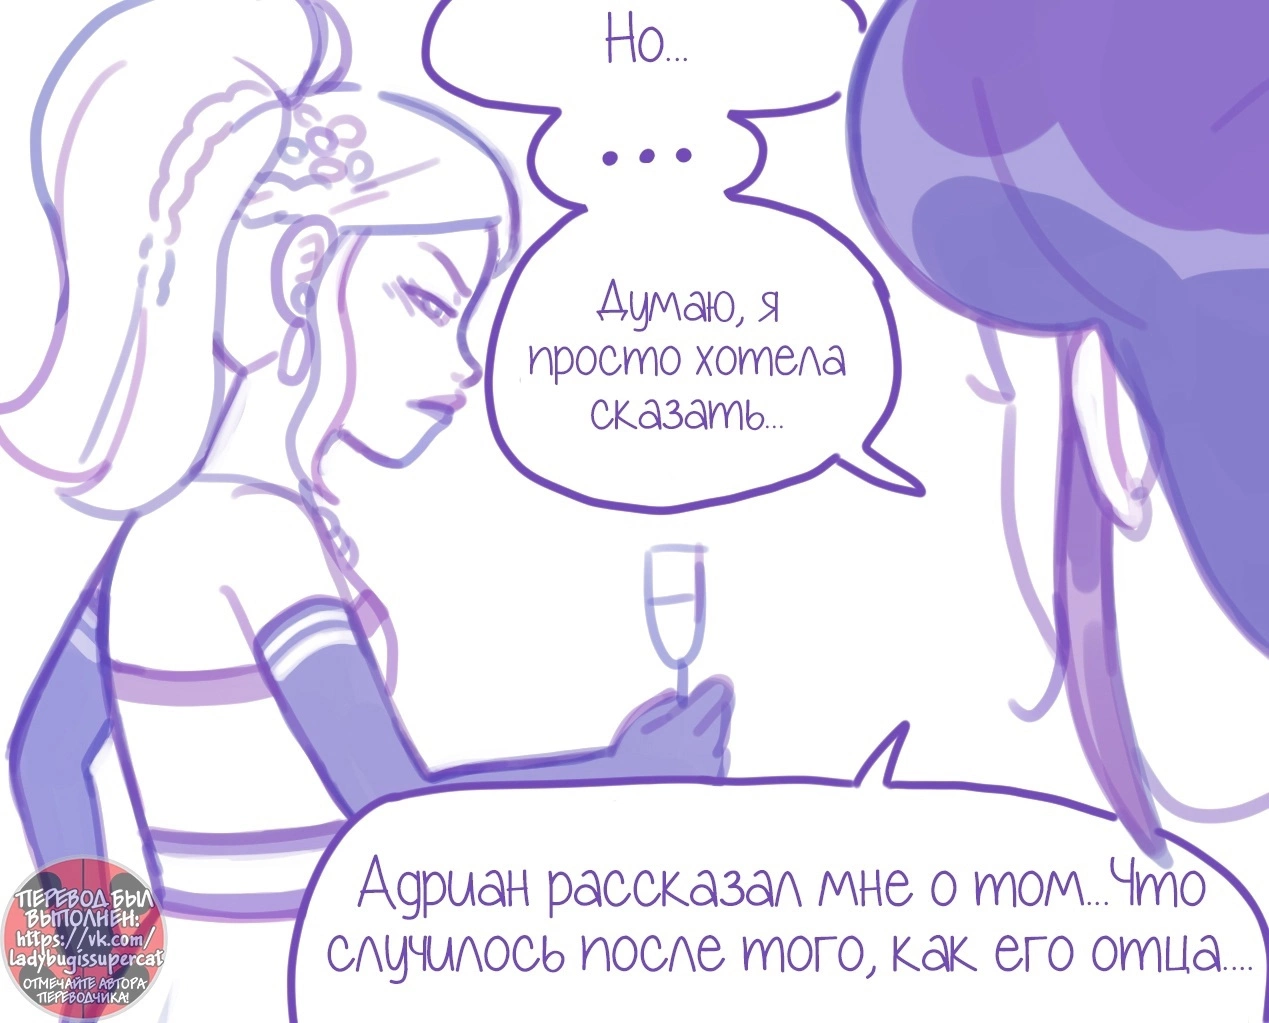 Но...
...
Думаю, я
просто хотела
сказать...
Адриан рассказал мне о том... Что
случилось после того, как его отца....
ПЕРЕВОД БЫЛ
ВЫПОЛНЕН:
https://vk.com/
ladybugissupercat
ОТМЕЧАЙТЕ АВТОРА
ПЕРЕВОДЧИКА!